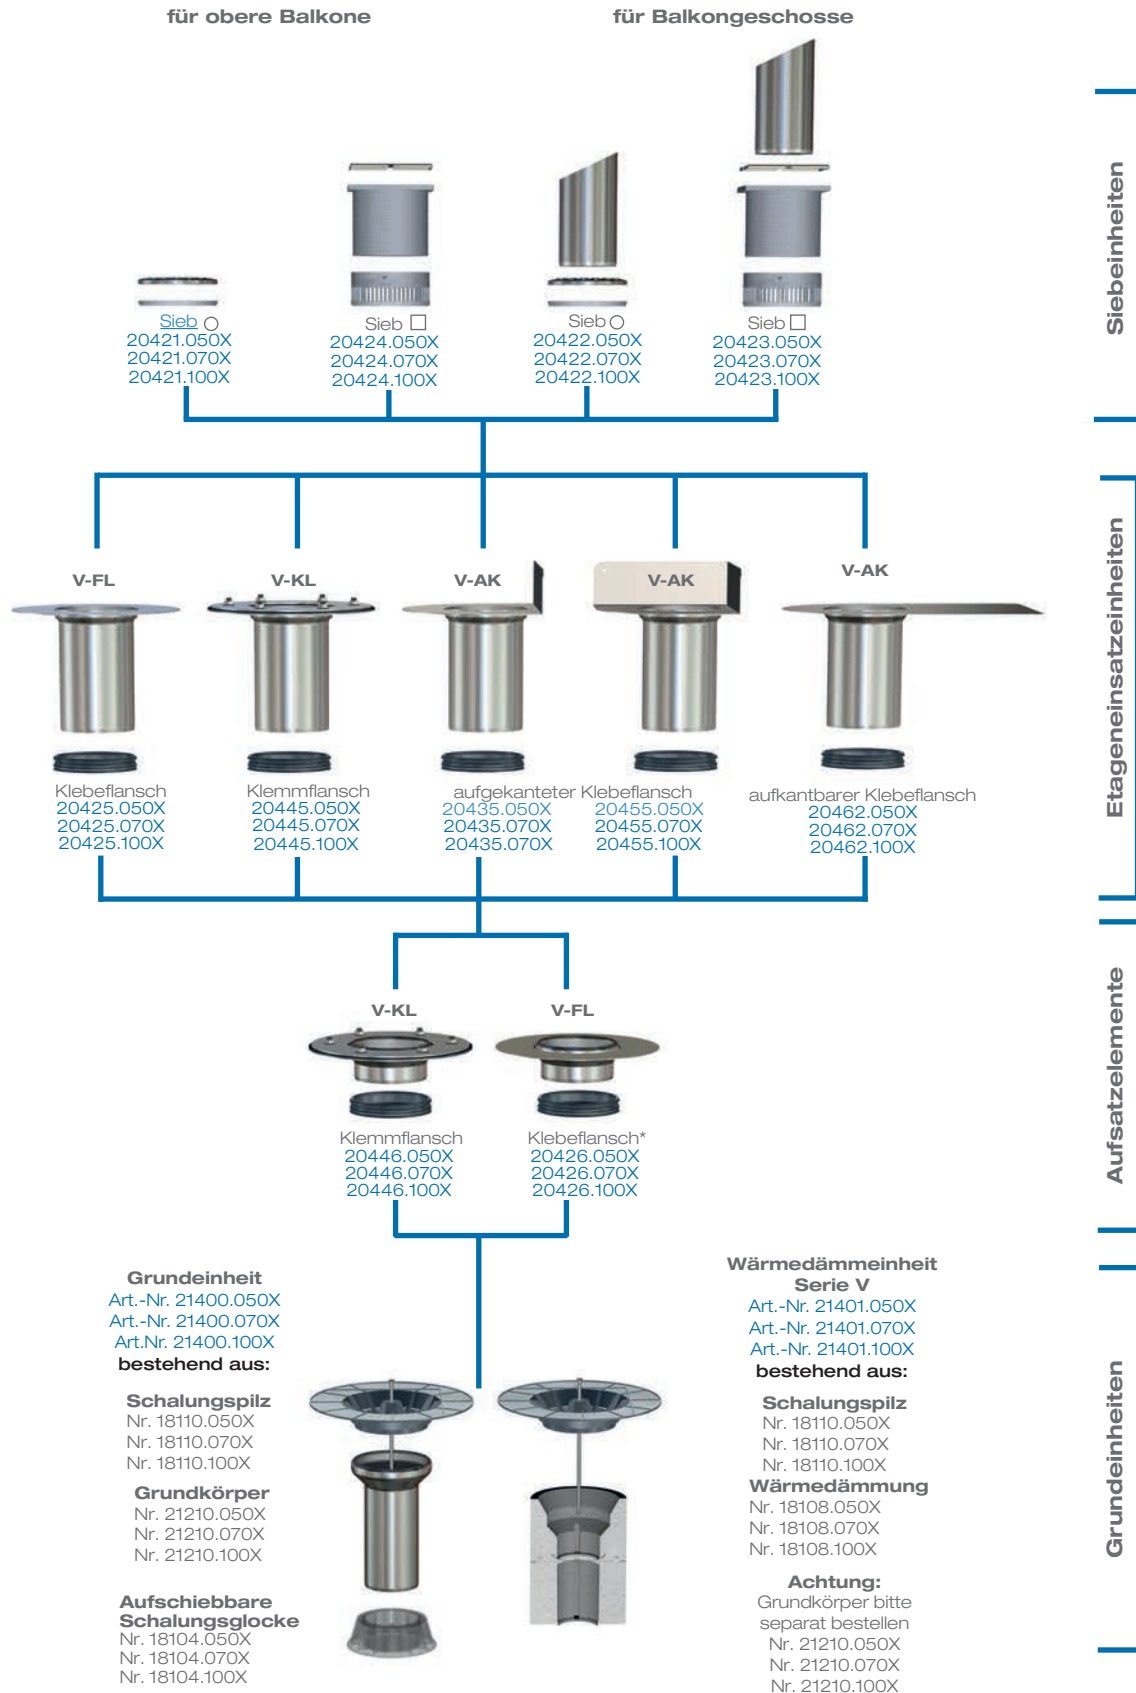 für obere Balkone
für Balkongeschosse
Sieb
20421.050X
20421.070X
20421.100X
Sieb
20424.050X
20424.070X
20424.100X
Sieb
20422.050X
20422.070X
20422.100X
Sieb
20423.050X
20423.070X
20423.100X
Siebeinheiten
V-FL
V-KL
V-AK
V-AK
V-AK
Klebeflansch
20425.050X
20425.070X
20425.100X
Klemmflansch
20445.050X
20445.070X
20445.100X
aufgekanteter Klebeflansch
20435.050X
20435.070X
20435.070X
20455.050X
20455.070X
20455.100X
aufkantbarer Klebeflansch
20462.050X
20462.070X
20462.100X
Etageneinsatzeinheiten
V-KL
V-FL
Klemmflansch
20446.050X
20446.070X
20446.100X
Klebeflansch*
20426.050X
20426.070X
20426.100X
Aufsatzelemente
Grundeinheit
Art.-Nr. 21400.050X
Art.-Nr. 21400.070X
Art.Nr. 21400.100X
bestehend aus:
Schalungspilz
Nr. 18110.050X
Nr. 18110.070X
Nr. 18110.100X
Grundkörper
Nr. 21210.050X
Nr. 21210.070X
Nr. 21210.100X
Aufschiebbare
Schalungsglocke
Nr. 18104.050X
Nr. 18104.070X
Nr. 18104.100X
Wärmedämmeinheit
Serie V
Art.-Nr. 21401.050X
Art.-Nr. 21401.070X
Art.-Nr. 21401.100X
bestehend aus:
Schalungspilz
Nr. 18110.050X
Nr. 18110.070X
Nr. 18110.100X
Wärmedämmung
Nr. 18108.050X
Nr. 18108.070X
Nr. 18108.100X
Achtung:
Grundkörper bitte
separat bestellen
Nr. 21210.050X
Nr. 21210.070X
Nr. 21210.100X
Grundeinheiten